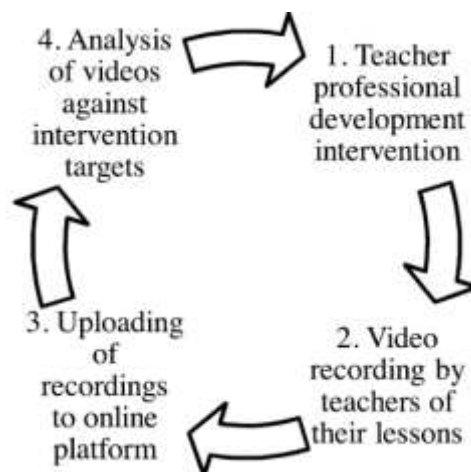 1. Teacher
professional
development
intervention
2. Video
recording by
teachers of
their lessons
3. Uploading
of
recordings
to online
platform
4. Analysis
of videos
against
intervention
targets